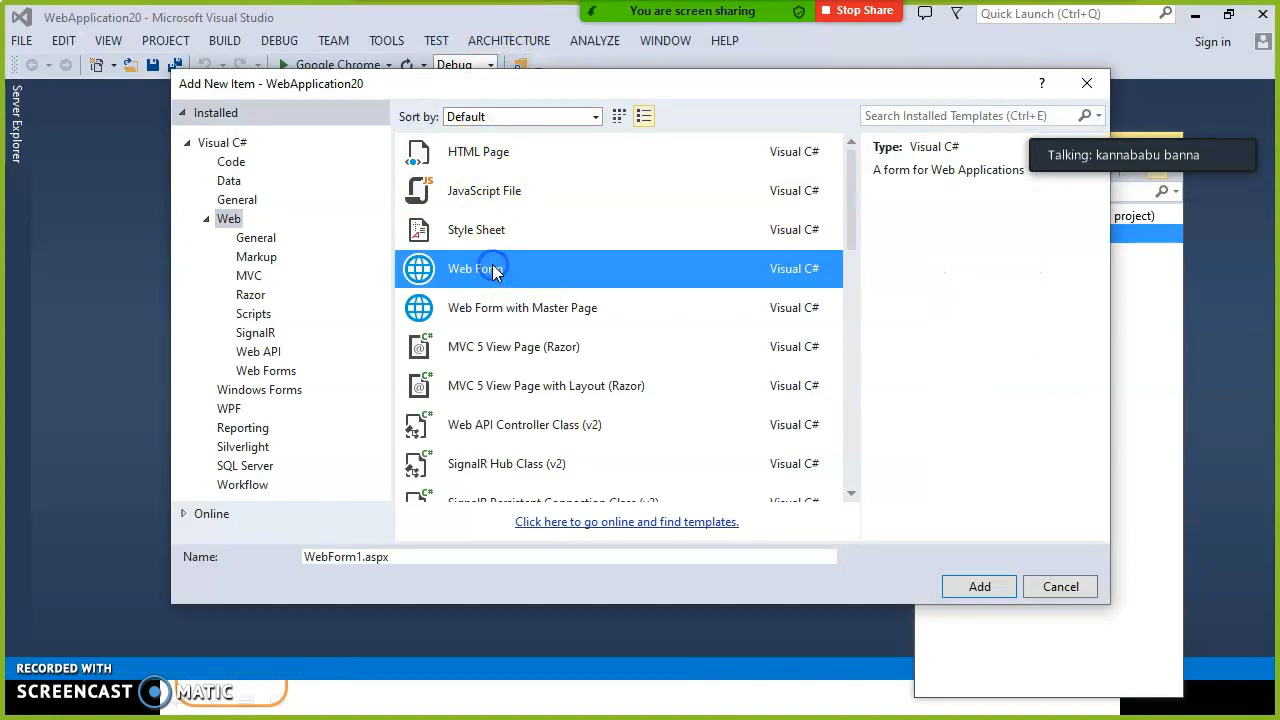 WebApplication20 - Microsoft Visual Studio
You are screen sharing
Stop Share
Quick Launch (Ctrl+Q)
FILE EDIT VIEW PROJECT BUILD DEBUG TEAM TOOLS TEST ARCHITECTURE ANALYZE WINDOW HELP
Sign in
Google Chrome
Debug
Server Explorer
Add New Item - WebApplication20
?
Installed
Sort by: Default
Search Installed Templates (Ctrl+E)
Visual C#
Code
Data
General
Web
General
Markup
MVC
Razor
Scripts
SignalR
Web API
Web Forms
Windows Forms
WPF
Reporting
Silverlight
SQL Server
Workflow
Online
HTML Page Visual C#
JavaScript File Visual C#
Style Sheet Visual C#
Web Form Visual C#
Web Form with Master Page Visual C#
MVC 5 View Page (Razor) Visual C#
MVC 5 View Page with Layout (Razor) Visual C#
Web API Controller Class (v2) Visual C#
SignalR Hub Class (v2) Visual C#
SignalR Persistent Connection Class (v2) Visual C#
Click here to go online and find templates.
Type: Visual C#
A form for Web Applications
Talking: kannababu banna
project)
Name: WebForm1.aspx
Add Cancel
RECORDED WITH
SCREENCAST MATIC